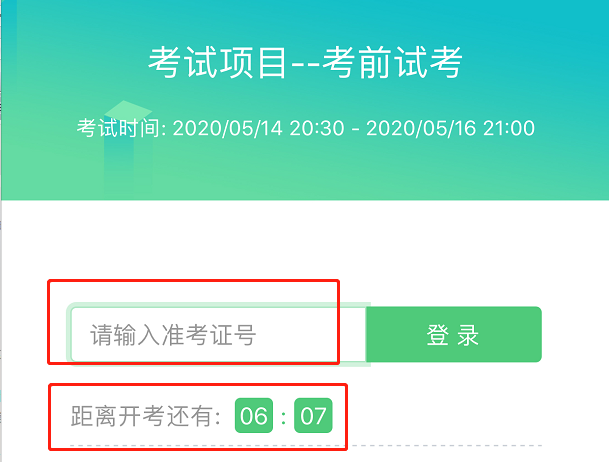 考试项目--考前试考
考试时间: 2020/05/14 20:30 - 2020/05/16 21:00
请输入准考证号 登 录
距离开考还有: 06 : 07